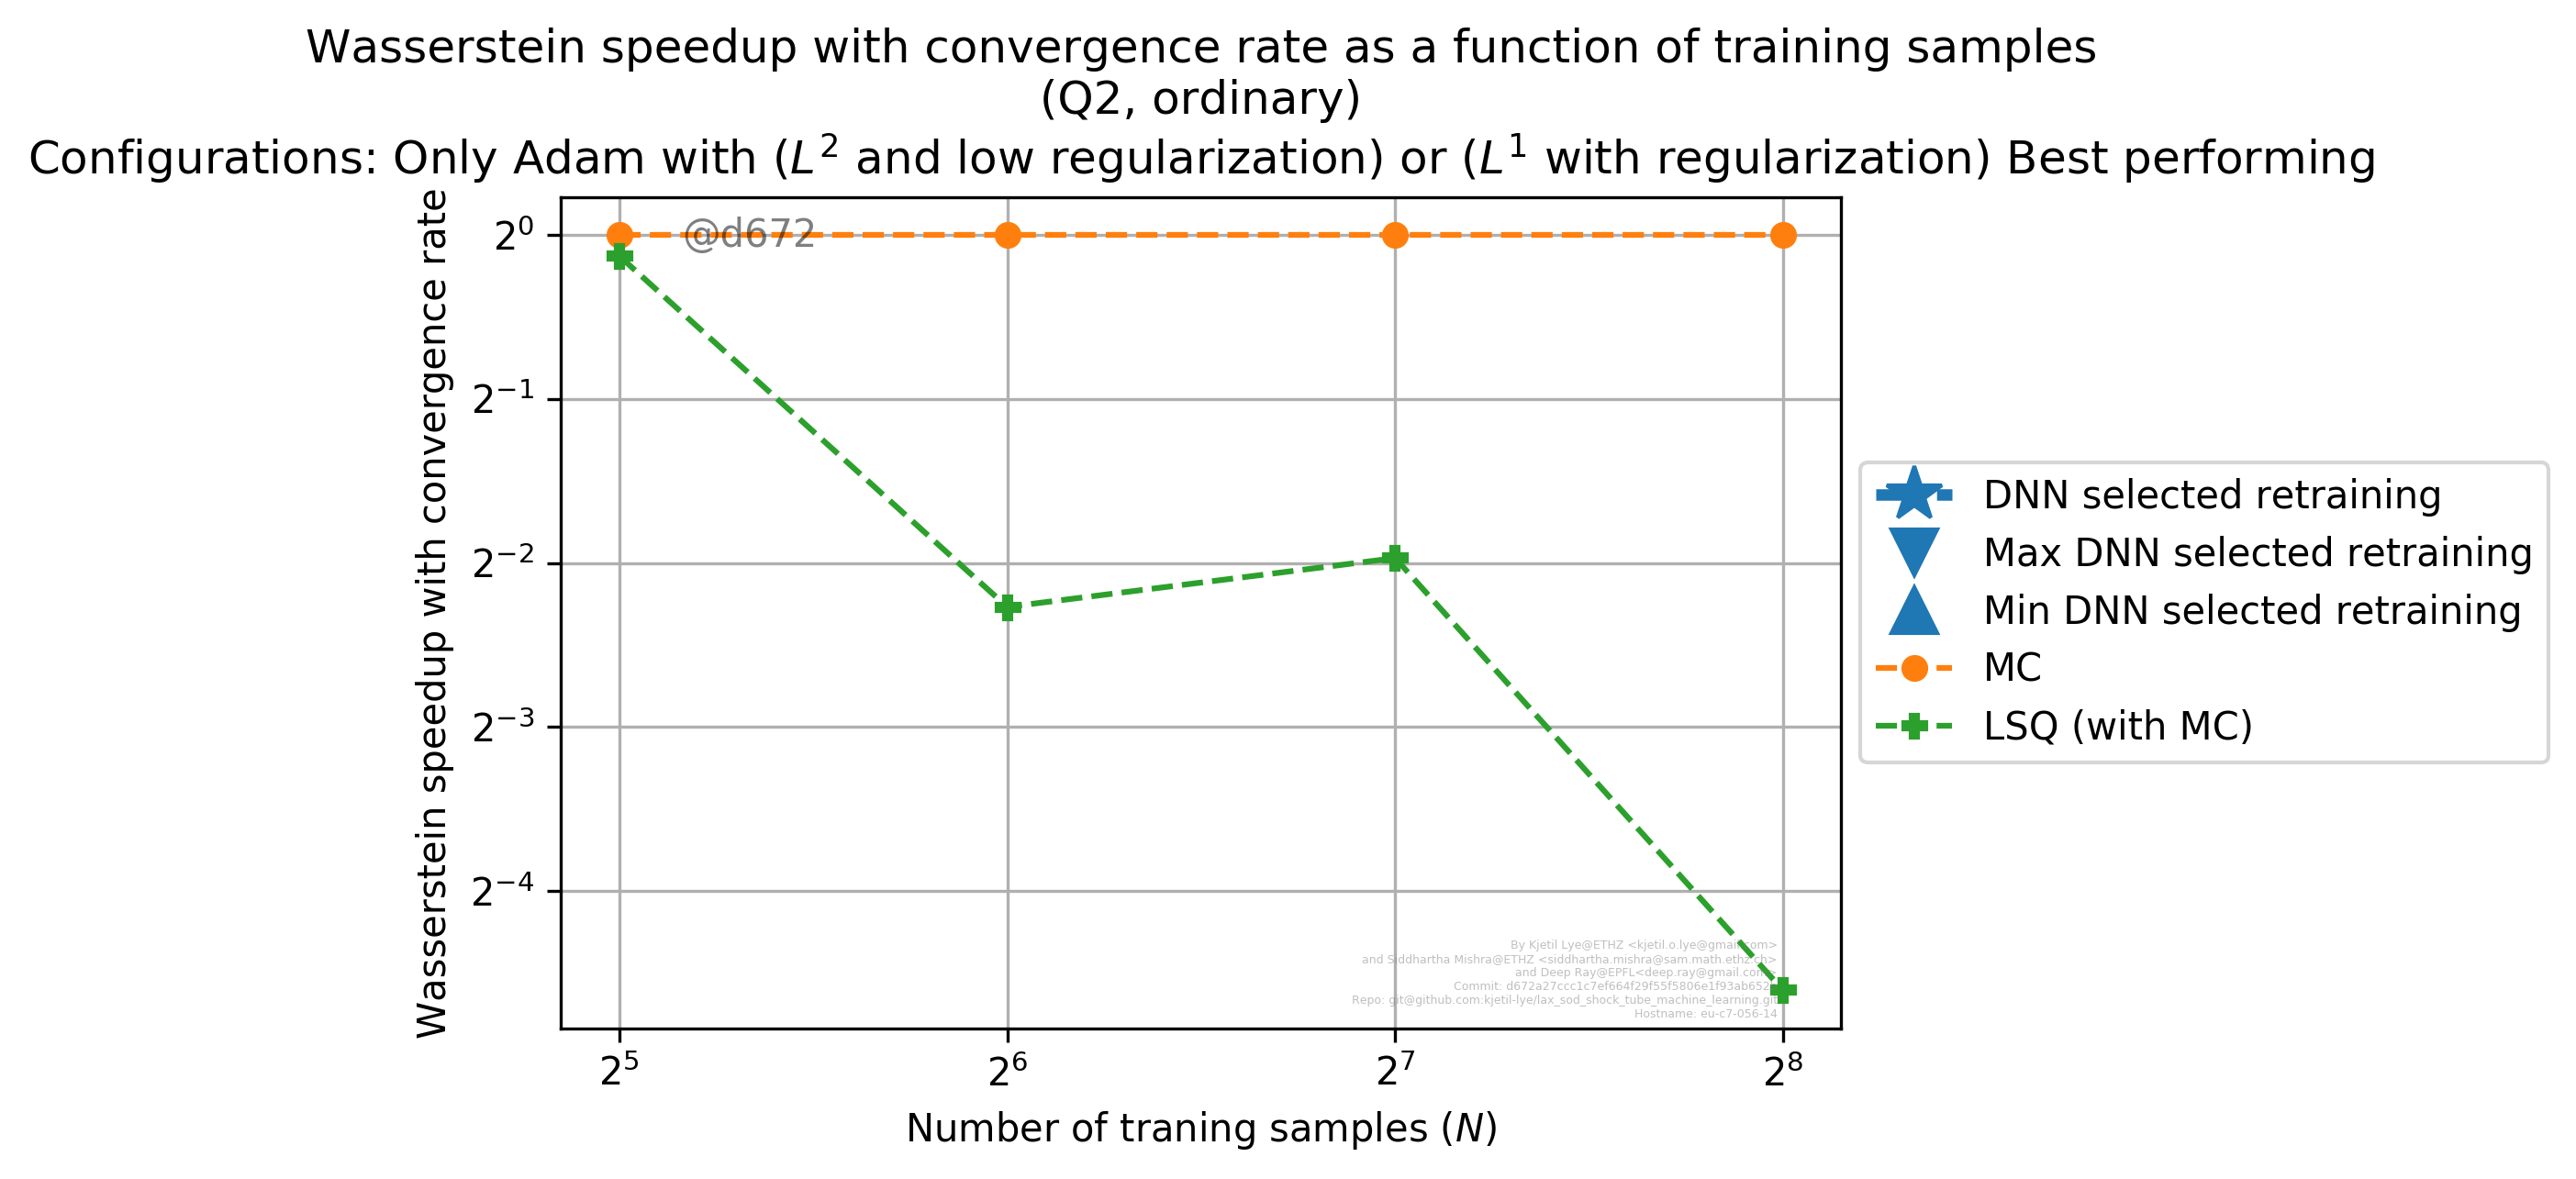 Wasserstein speedup with convergence rate as a function of training samples
(Q2, ordinary)
Configurations: Only Adam with (L² and low regularization) or (L¹ with regularization) Best performing
Wasserstein speedup with convergence rate
2⁰
2⁻¹
2⁻²
2⁻³
2⁻⁴
@d672
By Kjetil Lye@ETHZ <kjetil.o.lye@gmail.com>
and Siddhartha Mishra@ETHZ <siddhartha.mishra@sam.math.ethz.ch>
and Deep Ray@EPFL<deep.ray@gmail.com>
Repo: git@github.com:kjetil-lye/lax_sod_shock_tube_machine_learning.git
Hostname: eu-c7-056-14
2⁵
2⁶
2⁷
2⁸
Number of traning samples (N)
DNN selected retraining
Max DNN selected retraining
Min DNN selected retraining
MC
LSQ (with MC)